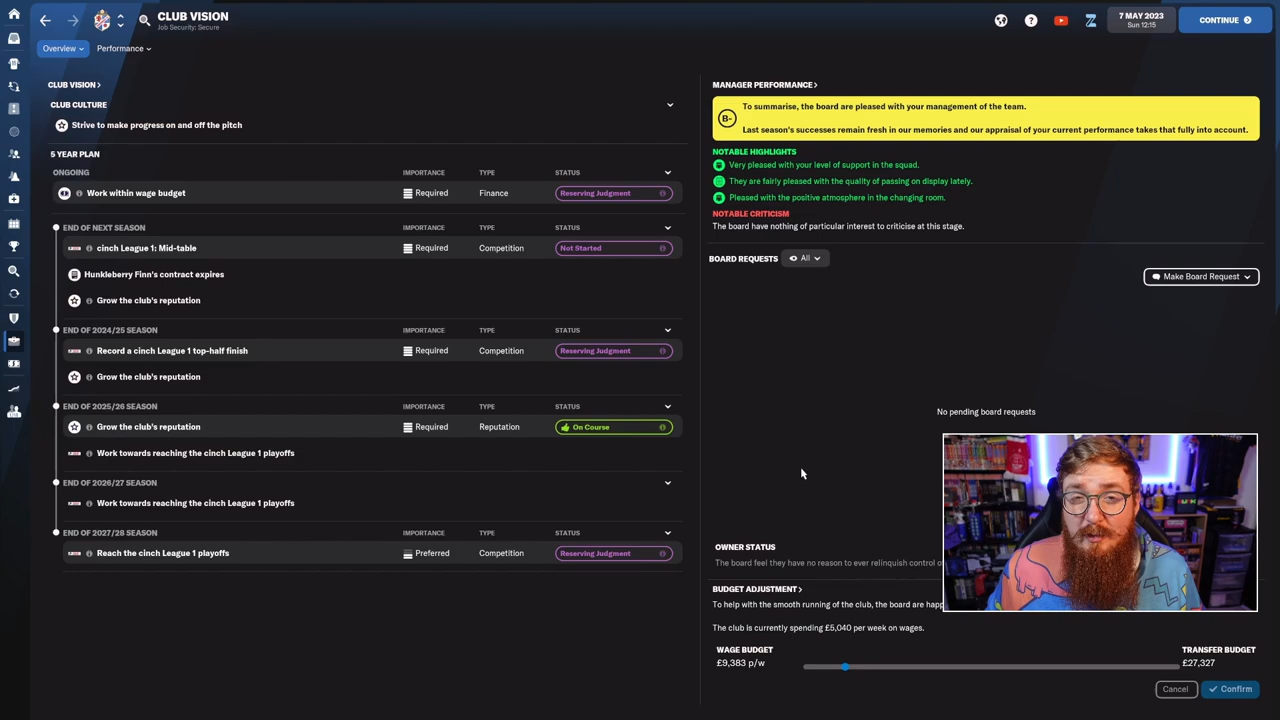 CLUB VISION
Job Security: Secure
7 MAY 2023
Sun 12:15
CONTINUE
Overview
Performance
CLUB VISION
CLUB CULTURE
Strive to make progress on and off the pitch
5 YEAR PLAN
ONGOING IMPORTANCE TYPE STATUS
Work within wage budget Required Finance Reserving Judgment
END OF NEXT SEASON IMPORTANCE TYPE STATUS
cinch League 1: Mid-table Required Competition Not Started
Hunkleberry Finn's contract expires
Grow the club's reputation
END OF 2024/25 SEASON IMPORTANCE TYPE STATUS
Record a cinch League 1 top-half finish Required Competition Reserving Judgment
Grow the club's reputation
END OF 2025/26 SEASON IMPORTANCE TYPE STATUS
Grow the club's reputation Required Reputation On Course
Work towards reaching the cinch League 1 playoffs
END OF 2026/27 SEASON
Work towards reaching the cinch League 1 playoffs
END OF 2027/28 SEASON IMPORTANCE TYPE STATUS
Reach the cinch League 1 playoffs Preferred Competition Reserving Judgment
MANAGER PERFORMANCE
B-
To summarise, the board are pleased with your management of the team.
Last season's successes remain fresh in our memories and our appraisal of your current performance takes that fully into account.
NOTABLE HIGHLIGHTS
Very pleased with your level of support in the squad.
They are fairly pleased with the quality of passing on display lately.
Pleased with the positive atmosphere in the changing room.
NOTABLE CRITICISM
The board have nothing of particular interest to criticise at this stage.
BOARD REQUESTS All
Make Board Request
No pending board requests
OWNER STATUS
The board feel they have no reason to ever relinquish control o
BUDGET ADJUSTMENT
To help with the smooth running of the club, the board are happ
The club is currently spending £5,040 per week on wages.
WAGE BUDGET TRANSFER BUDGET
£9,383 p/w £27,327
Cancel Confirm